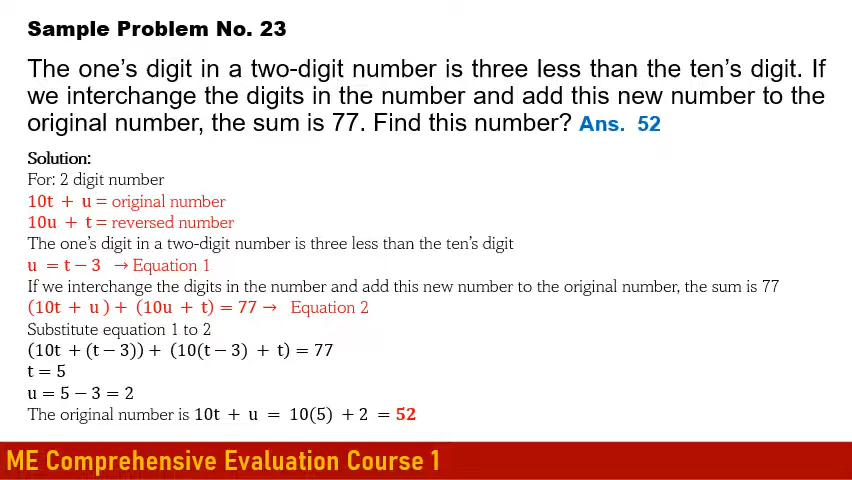 Sample Problem No. 23
The one's digit in a two-digit number is three less than the ten's digit. If
we interchange the digits in the number and add this new number to the
original number, the sum is 77. Find this number? Ans. 52
Solution:
For: 2 digit number
10t + u = original number
10u + t = reversed number
The one's digit in a two-digit number is three less than the ten's digit
u = t − 3 → Equation 1
If we interchange the digits in the number and add this new number to the original number, the sum is 77
(10t + u ) + (10u + t) = 77 → Equation 2
Substitute equation 1 to 2
(10t + (t − 3)) + (10(t − 3) + t) = 77
t = 5
u = 5 − 3 = 2
The original number is 10t + u = 10(5) + 2 = 52
ME Comprehensive Evaluation Course 1